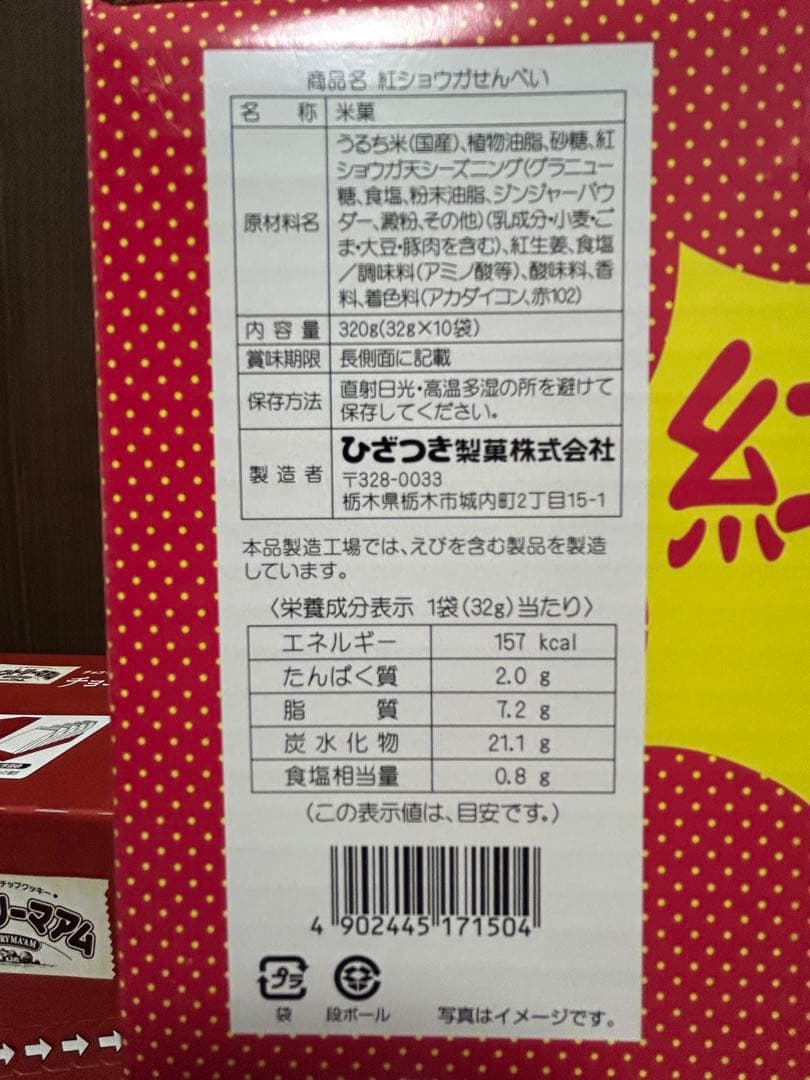 商品名 紅ショウガせんべい
名 称 米菓
原材料名
うるち米(国産)、植物油脂、砂糖、紅
ショウガ天シーズニング(グラニュー
糖、食塩、粉末油脂、ジンジャーパウ
ダー、澱粉、その他)(乳成分・小麦・ご
ま・大豆・豚肉を含む)、紅生姜、食塩
/調味料(アミノ酸等)、酸味料、香
料、着色料(アカダイコン、赤102)
内容量 320g(32g×10袋)
賞味期限 長側面に記載
保存方法 直射日光・高温多湿の所を避けて
保存してください。
製造者
ひざつき製菓株式会社
〒328-0033
栃木県栃木市城内町2丁目15-1
本品製造工場では、えびを含む製品を製造
しています。
〈栄養成分表示 1袋(32g)当たり〉
エネルギー 157 kcal
たんぱく質 2.0 g
脂 質 7.2 g
炭水化物 21.1 g
食塩相当量 0.8 g
(この表示値は、目安です。)
4 902445 171504
プラ
袋
段ボール
写真はイメージです。
紅
チップクッキー
リーマアム